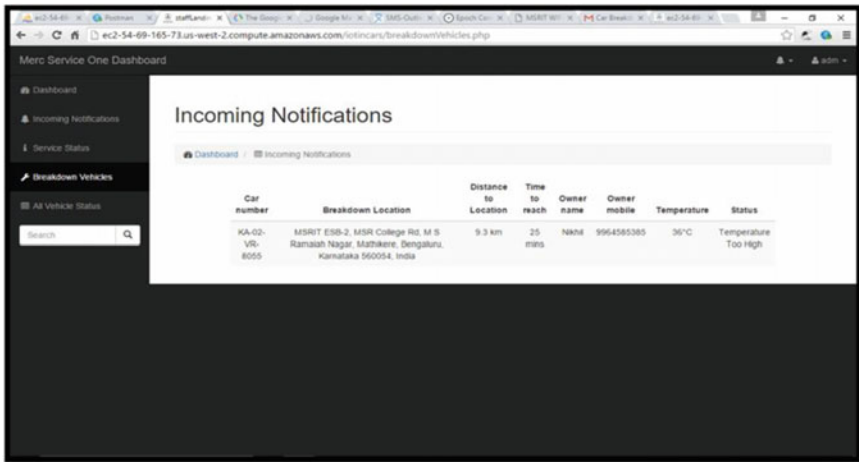 ec2-54-69-165-73.us-west-2.compute.amazonaws.com/iotincars/breakdownVehicles.php
Merc Service One Dashboard
adm
Dashboard
Incoming Notifications
Service Status
Breakdown Vehicles
All Vehicle Status
Search
Incoming Notifications
Dashboard / Incoming Notifications
Car number Breakdown Location Distance to Location Time to reach Owner name Owner mobile Temperature Status
KA-02-VR-8055 MSRIT ESB-2, MSR College Rd, M S Ramaiah Nagar, Mathikere, Bengaluru, Karnataka 560054, India 9.3 km 25 mins Nikhil 9964585385 36°C Temperature Too High